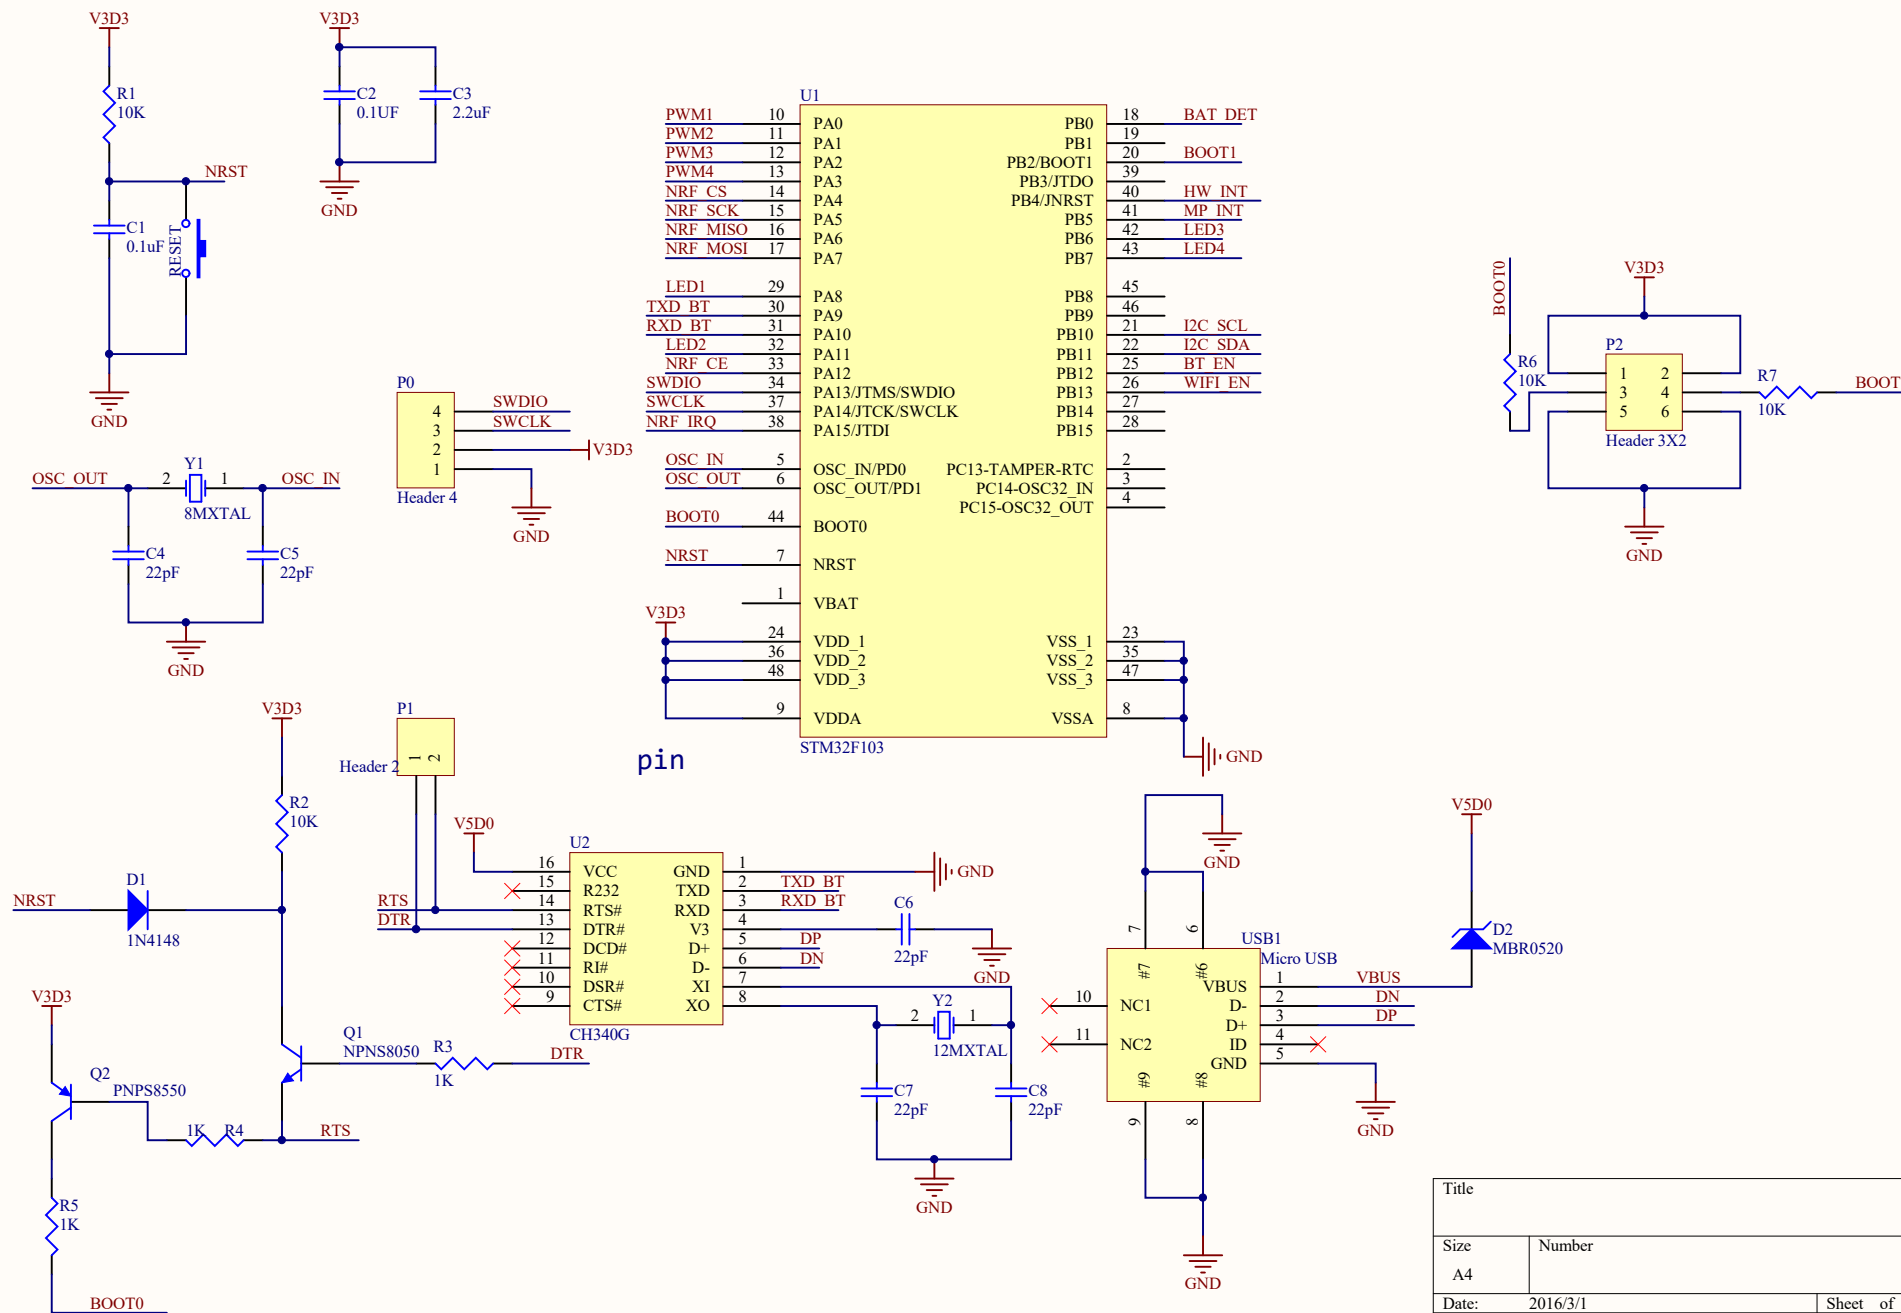 V3D3
R1
10K
NRST
C1
0.1uF
RESET
GND
V3D3
C2
0.1UF
C3
2.2uF
GND
OSC_OUT
2
Y1
1
OSC_IN
8MXTAL
C4
22pF
C5
22pF
GND
P0
4 SWDIO
3 SWCLK
2 V3D3
1
Header 4
GND
U1
PWM1 10 PA0
PWM2 11 PA1
PWM3 12 PA2
PWM4 13 PA3
NRF_CS 14 PA4
NRF_SCK 15 PA5
NRF_MISO 16 PA6
NRF_MOSI 17 PA7
LED1 29 PA8
TXD_BT 30 PA9
RXD_BT 31 PA10
LED2 32 PA11
NRF_CE 33 PA12
SWDIO 34 PA13/JTMS/SWDIO
SWCLK 37 PA14/JTCK/SWCLK
NRF_IRQ 38 PA15/JTDI
OSC_IN 5 OSC_IN/PD0
OSC_OUT 6 OSC_OUT/PD1
BOOT0 44 BOOT0
NRST 7 NRST
1 VBAT
V3D3
24 VDD_1
36 VDD_2
48 VDD_3
9 VDDA
PB0 18 BAT_DET
PB1 19
PB2/BOOT1 20 BOOT1
PB3/JTDO 39
PB4/JNRST 40 HW_INT
PB5 41 MP_INT
PB6 42 LED3
PB7 43 LED4
PB8 45
PB9 46
PB10 21 I2C_SCL
PB11 22 I2C_SDA
PB12 25 BT_EN
PB13 26 WIFI_EN
PB14 27
PB15 28
PC13-TAMPER-RTC 2
PC14-OSC32_IN 3
PC15-OSC32_OUT 4
VSS_1 23
VSS_2 35
VSS_3 47
VSSA 8
GND
STM32F103
pin
BOOT0
R6
10K
V3D3
P2
1 2
3 4
5 6
Header 3X2
R7
10K
BOOT
GND
V3D3
R2
10K
NRST
D1
1N4148
V3D3
Q1
NPNS8050
R3
1K
DTR
Q2
PNPS8550
1K R4
RTS
R5
1K
BOOT0
P1
1
2
Header 2
V5D0
U2
16 VCC
15 R232
RTS 14 RTS#
DTR 13 DTR#
12 DCD#
11 RI#
10 DSR#
9 CTS#
GND 1 GND
TXD 2 TXD_BT
RXD 3 RXD_BT
V3 4
D+ 5 DP
D- 6 DN
XI 7
XO 8
CH340G
C6
22pF
GND
Y2
2 1
12MXTAL
C7
22pF
C8
22pF
GND
GND
7
6
USB1
Micro USB
#7
#6
VBUS 1 VBUS
D- 2 DN
D+ 3 DP
ID 4
GND 5
10 NC1
11 NC2
#9
#8
9
8
GND
GND
V5D0
D2
MBR0520
Title
Size
A4
Number
Date: 2016/3/1
Sheet of